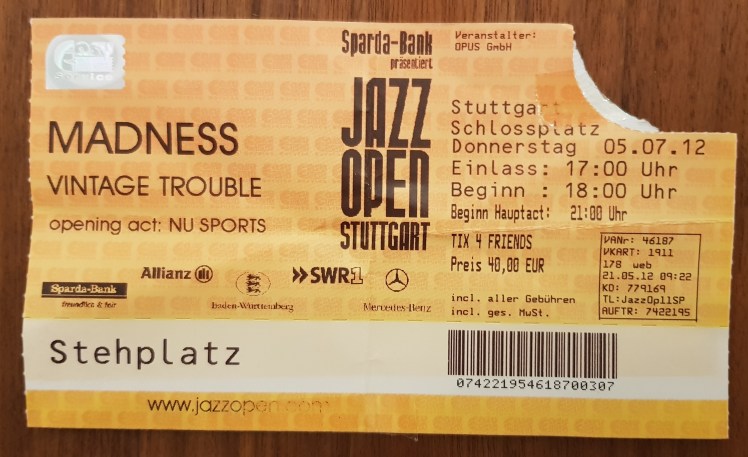 Sparda-Bank
präsentiert
JAZZ
OPEN
STUTTGART
MADNESS
VINTAGE TROUBLE
opening act: NU SPORTS
Sparda-Bank
freundlich & fair
Allianz
Baden-Württemberg
SWR1
Mercedes-Benz
Veranstalter:
OPUS GmbH
Stuttgart
Schlossplatz
Donnerstag 05.07.12
Einlass: 17:00 Uhr
Beginn : 18:00 Uhr
Beginn Hauptact: 21:00 Uhr
TIX 4 FRIENDS
Preis 40,00 EUR
incl. aller Gebühren
incl. ges. MwSt.
VANr: 46187
VKART: 1911
178 web
21.05.12 09:22
KD: 779169
TL:JazzOp11SP
AUFTR: 7422195
Stehplatz
074221954618700307
www.jazzopen.com